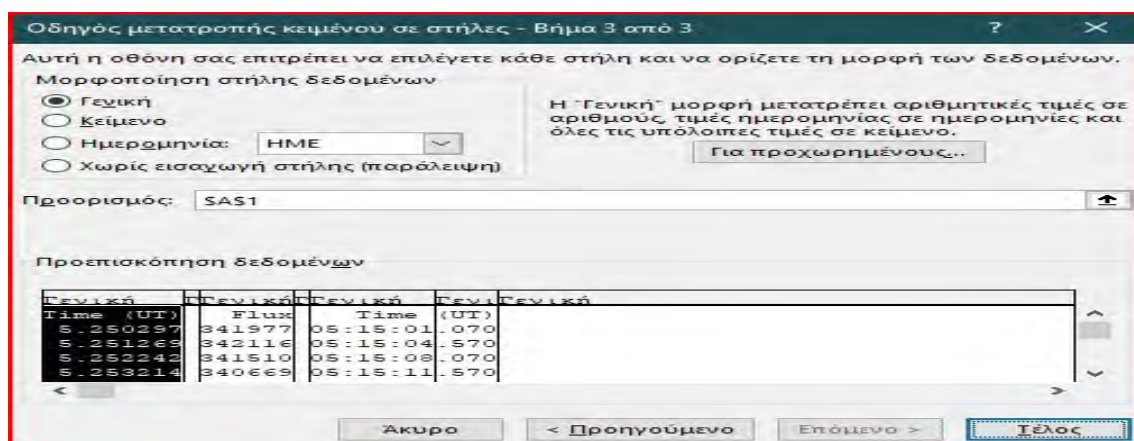 Οδηγός μετατροπής κειμένου σε στήλες - Βήμα 3 από 3 ? ×
Αυτή η οθόνη σας επιτρέπει να επιλέγετε κάθε στήλη και να ορίζετε τη μορφή των δεδομένων.
Μορφοποίηση στήλης δεδομένων
Γενική
Κείμενο
Ημερομηνία: ΗΜΕ
Χωρίς εισαγωγή στήλης (παράλειψη)
Η "Γενική" μορφή μετατρέπει αριθμητικές τιμές σε
αριθμούς, τιμές ημερομηνίας σε ημερομηνίες και
όλες τις υπόλοιπες τιμές σε κείμενο.
Για προχωρημένους...
Προορισμός: $A$1
Προεπισκόπηση δεδομένων
Γενική Γ Γενική Γ Γενική Γενι Γενική
Time (UT) Flux Time (UT)
5.250297 341977 05:15:01.070
5.251269 342116 05:15:04.570
5.252242 341510 05:15:08.070
5.253214 340669 05:15:11.570
Άκυρο < Προηγούμενο Επόμενο > Τέλος